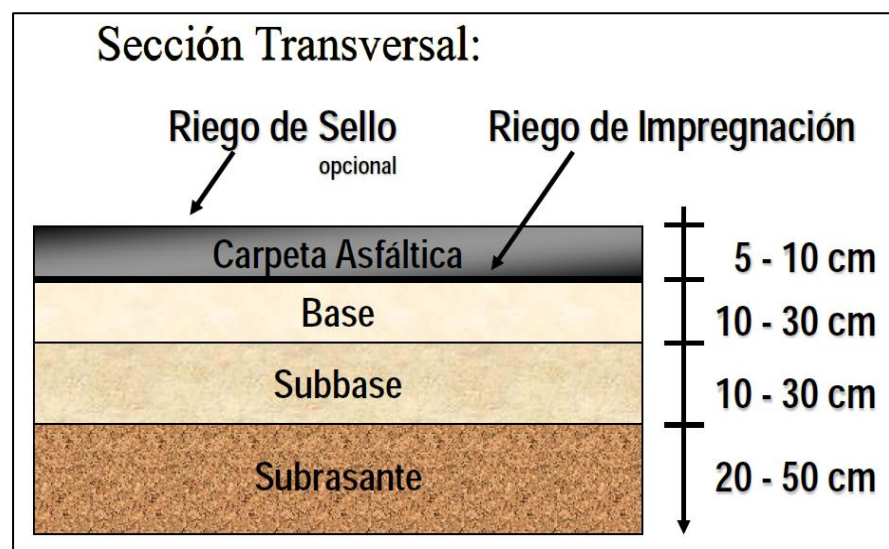 Sección Transversal:
Riego de Sello
opcional
Riego de Impregnación
Carpeta Asfáltica
5 - 10 cm
Base
10 - 30 cm
Subbase
10 - 30 cm
Subrasante
20 - 50 cm